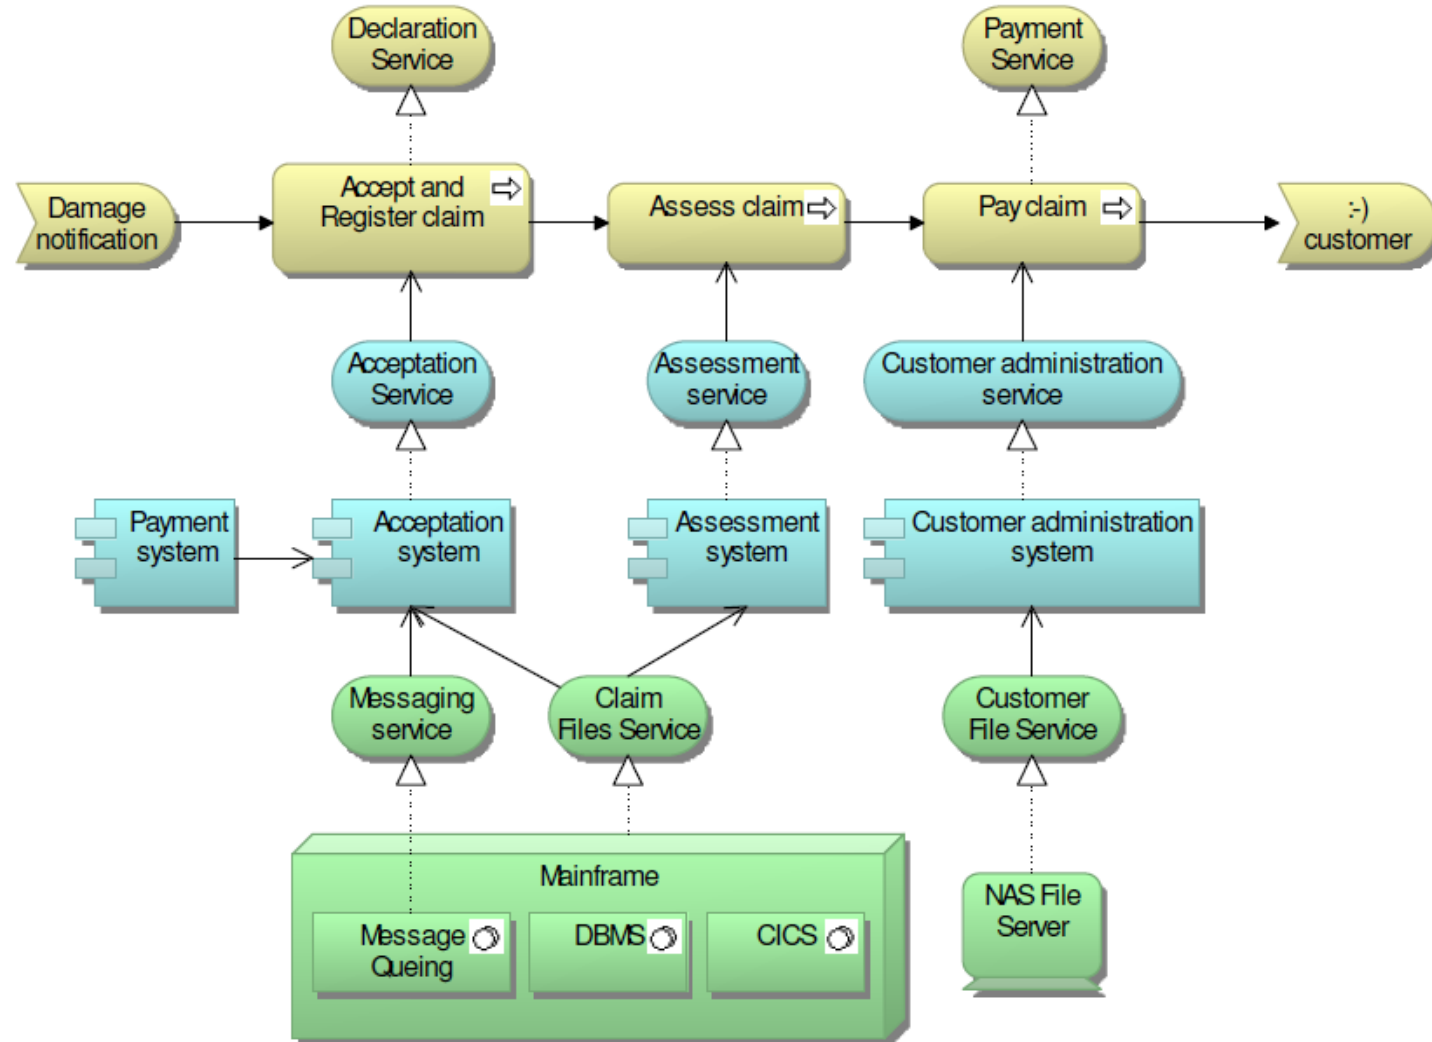 Declaration
Service
Payment
Service
Damage
notification
Accept and
Register claim
Assess claim
Pay claim
:-)
customer
Acceptation
Service
Assessment
service
Customer administration
service
Payment
system
Acceptation
system
Assessment
system
Customer administration
system
Messaging
service
Claim
Files Service
Customer
File Service
Mainframe
Message
Queing
DBMS
CICS
NAS File
Server